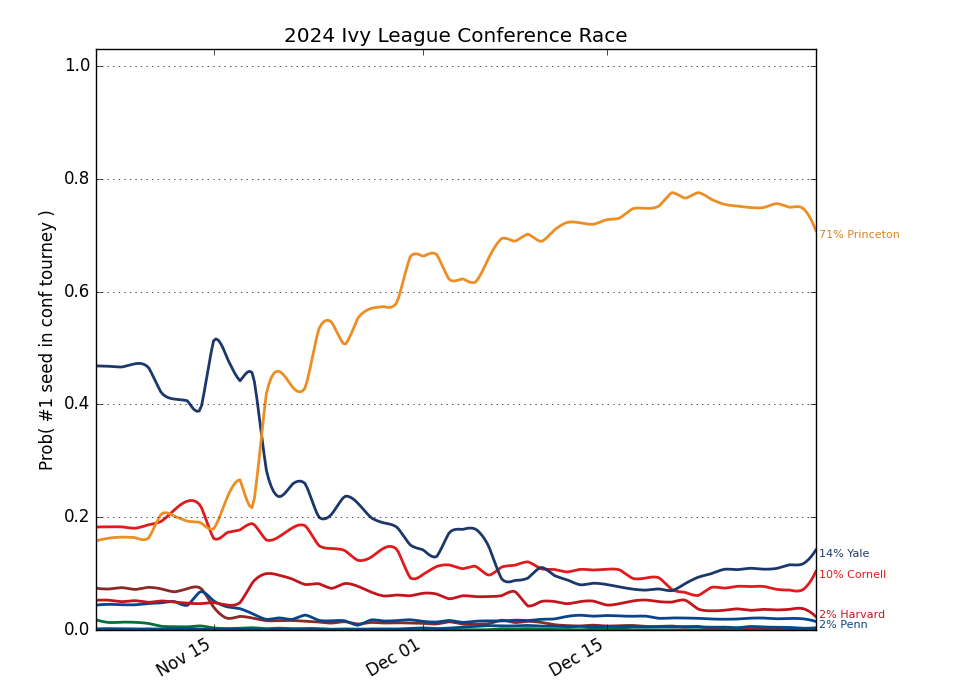 2024 Ivy League Conference Race
Prob( #1 seed in conf tourney )
1.0
0.8
0.6
0.4
0.2
0.0
Nov 15
Dec 01
Dec 15
71% Princeton
14% Yale
10% Cornell
2% Harvard
2% Penn